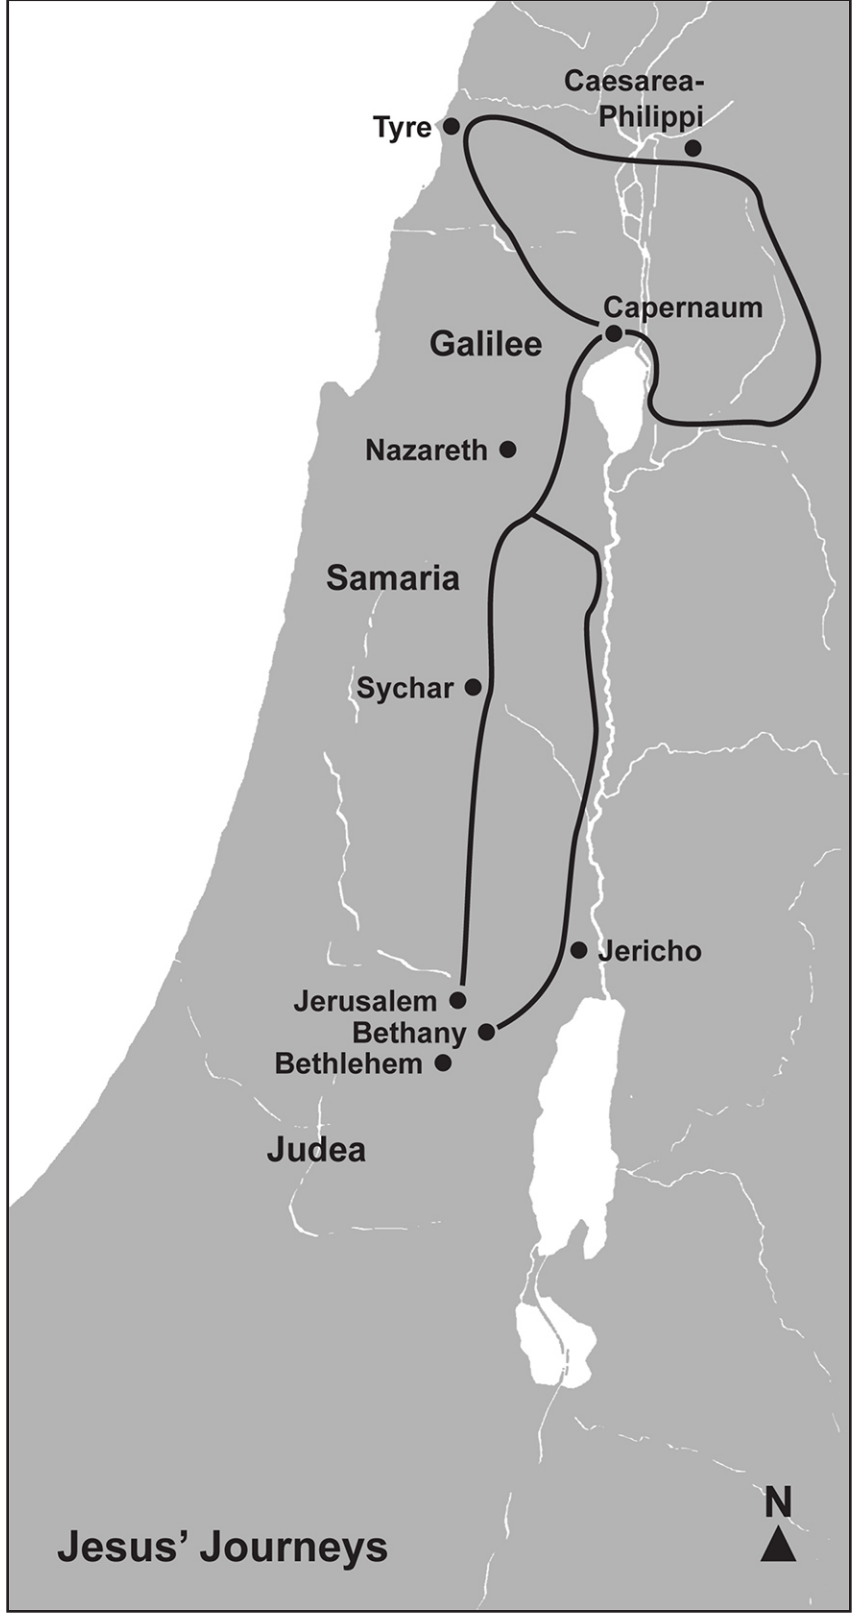 Caesarea-
Philippi
Tyre
Capernaum
Galilee
Nazareth
Samaria
Sychar
Jericho
Jerusalem
Bethany
Bethlehem
Judea
N
Jesus’ Journeys